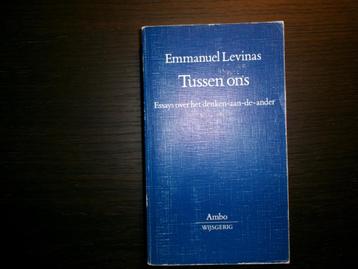 Emmanuel Levinas
Tussen ons
Essays over het denken-aan-de-ander
Ambo
WIJSGERIG